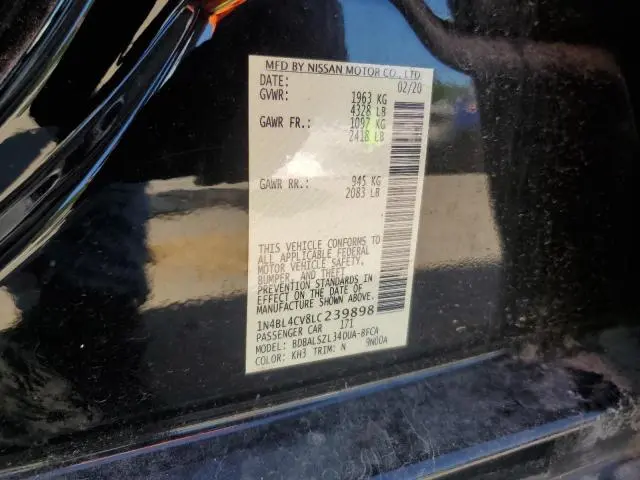 MFD BY NISSAN MOTOR CO., LTD
DATE: 02/20
GVWR: 1963 KG
4328 LB
GAWR FR.: 1097 KG
2418 LB
GAWR RR.: 945 KG
2083 LB
THIS VEHICLE CONFORMS TO
ALL APPLICABLE FEDERAL
MOTOR VEHICLE SAFETY,
BUMPER, AND THEFT
PREVENTION STANDARDS IN
EFFECT ON THE DATE OF
MANUFACTURE SHOWN ABOVE.
1N4BL4CV8LC239898
PASSENGER CAR 171
MODEL: BDBALSZL34DUA-BFCA
COLOR: KH3 TRIM: N 9N00A